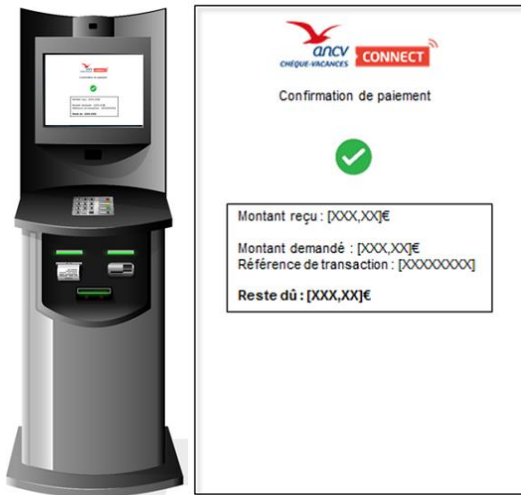 ancv
CHÈQUE-VACANCES CONNECT
Confirmation de paiement
Montant reçu : [XXX,XX]€
Montant demandé : [XXX,XX]€
Référence de transaction : [XXXXXXXX]
Reste dû : [XXX,XX]€